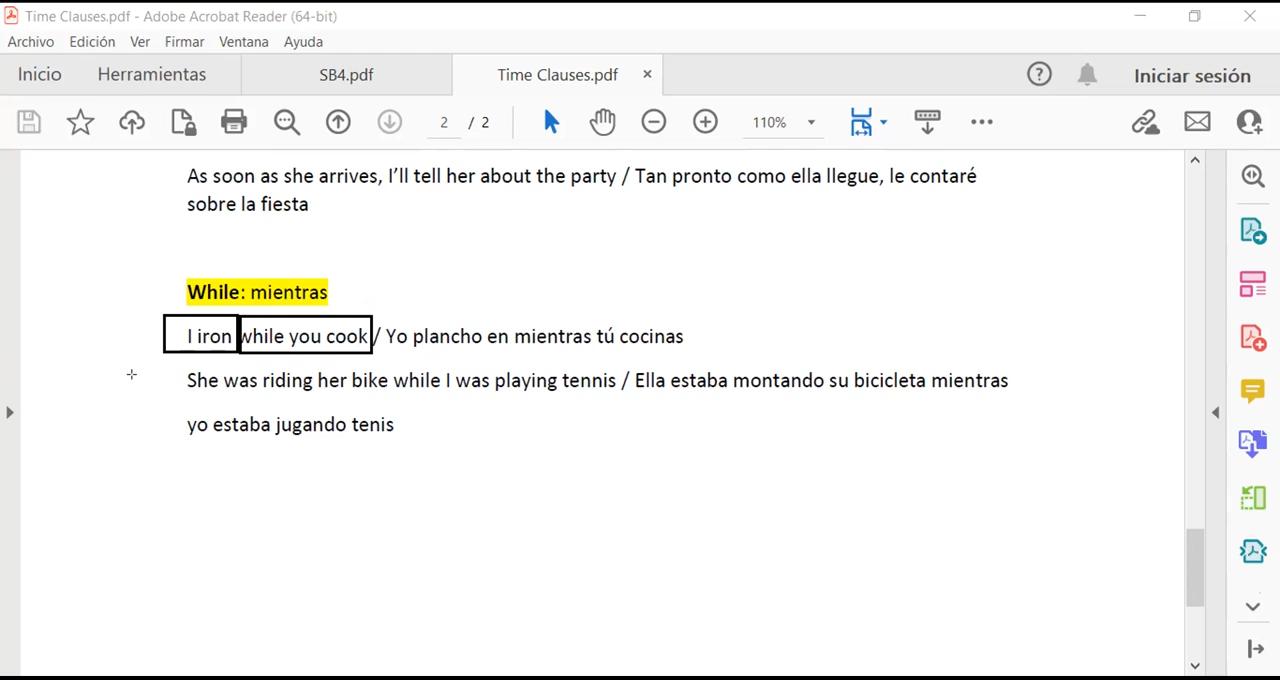 Time Clauses.pdf - Adobe Acrobat Reader (64-bit)
Archivo Edición Ver Firmar Ventana Ayuda
Inicio Herramientas SB4.pdf Time Clauses.pdf × ? Iniciar sesión
2 / 2 110%
As soon as she arrives, I’ll tell her about the party / Tan pronto como ella llegue, le contaré
sobre la fiesta
While: mientras
I iron while you cook / Yo plancho en mientras tú cocinas
She was riding her bike while I was playing tennis / Ella estaba montando su bicicleta mientras
yo estaba jugando tenis